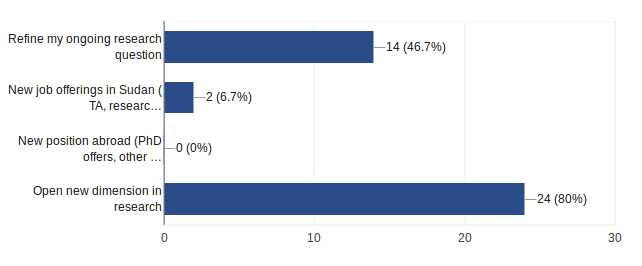 Refine my ongoing research
question
14 (46.7%)
New job offerings in Sudan (
TA, researc…
2 (6.7%)
New position abroad (PhD
offers, other …
0 (0%)
Open new dimension in
research
24 (80%)
0
10
20
30